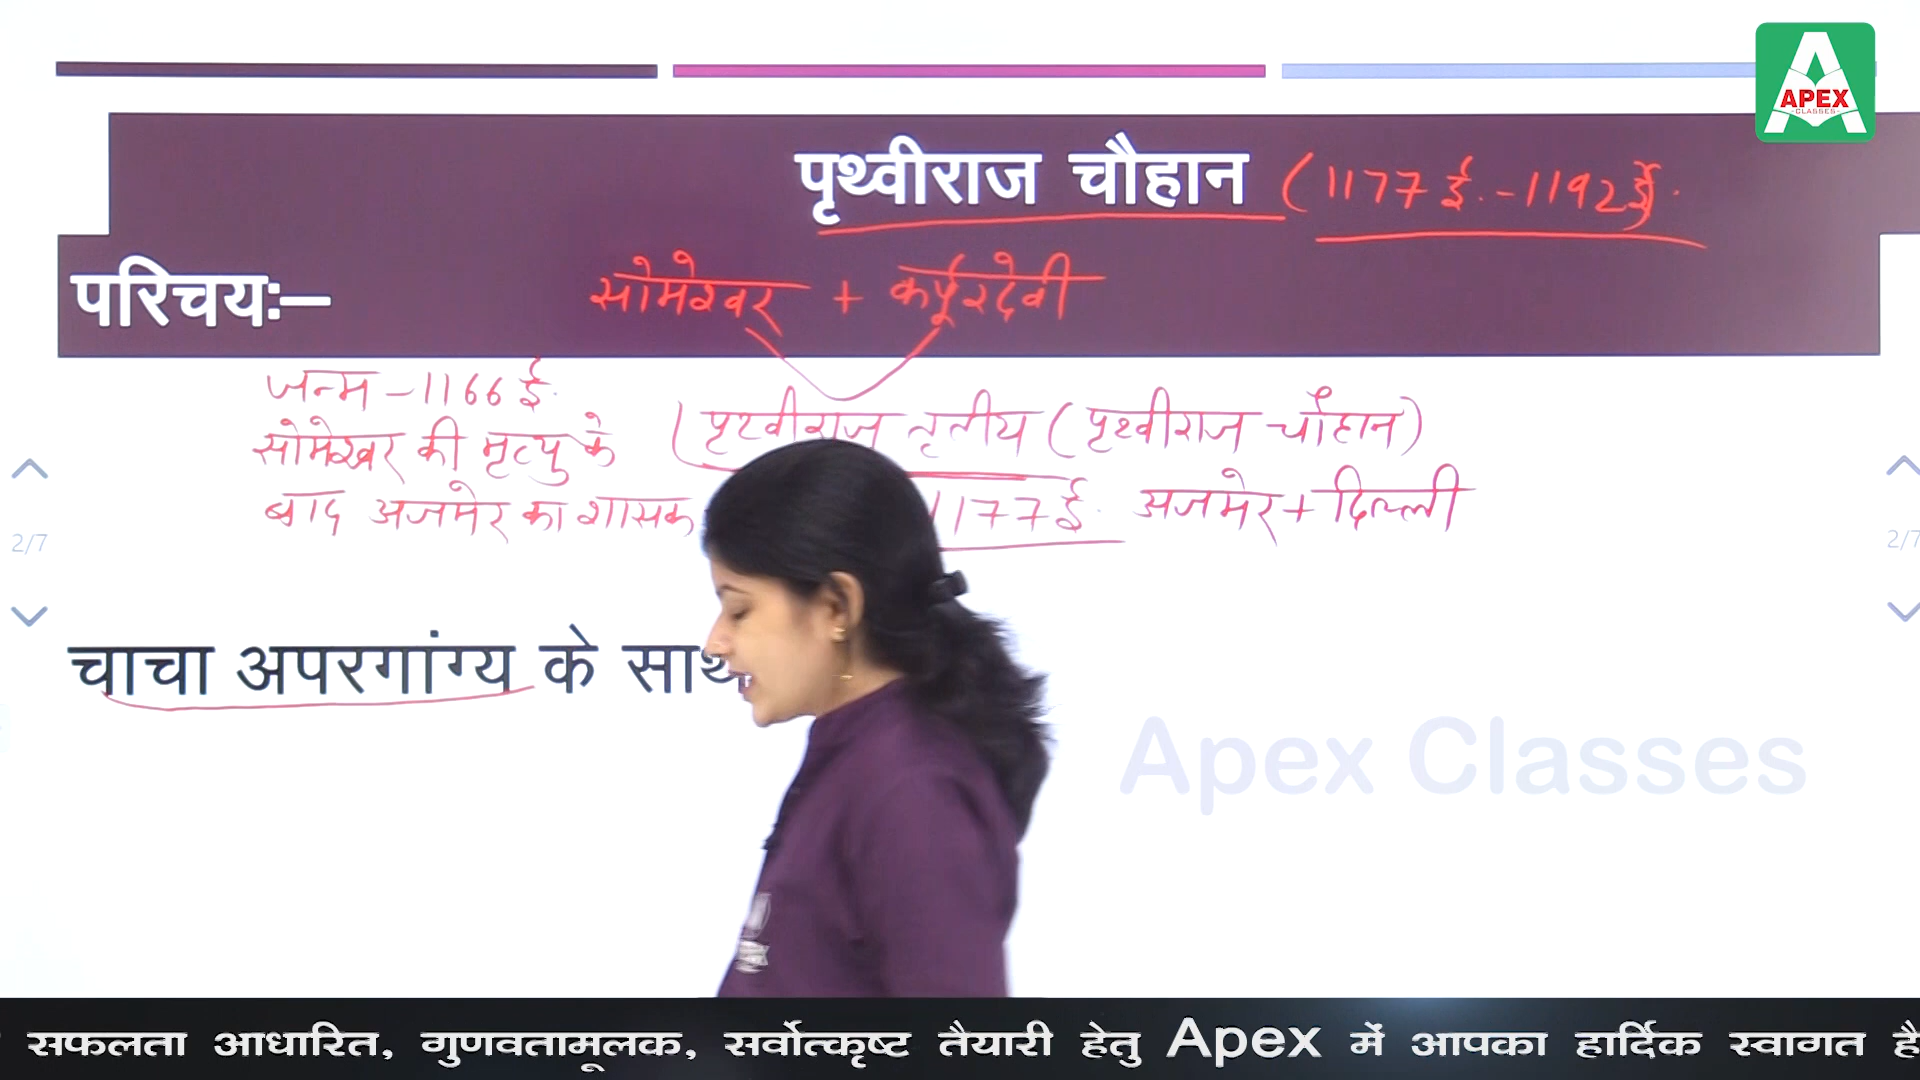 APEX
CLASSES
पृथ्वीराज चौहान (1177 ई. - 1192 ई.
परिचयः– सोमेश्वर + कर्पूरदेवी
जन्म - 1166 ई.
सोमेश्वर की मृत्यु के (पृथ्वीराज तृतीय (पृथ्वीराज चौहान)
बाद अजमेर का शासक 1177 ई. अजमेर + दिल्ली
2/7
2/7
चाचा अपरगांग्य के साथ
Apex Classes
सफलता आधारित, गुणवतामूलक, सर्वोत्कृष्ट तैयारी हेतु Apex में आपका हार्दिक स्वागत है